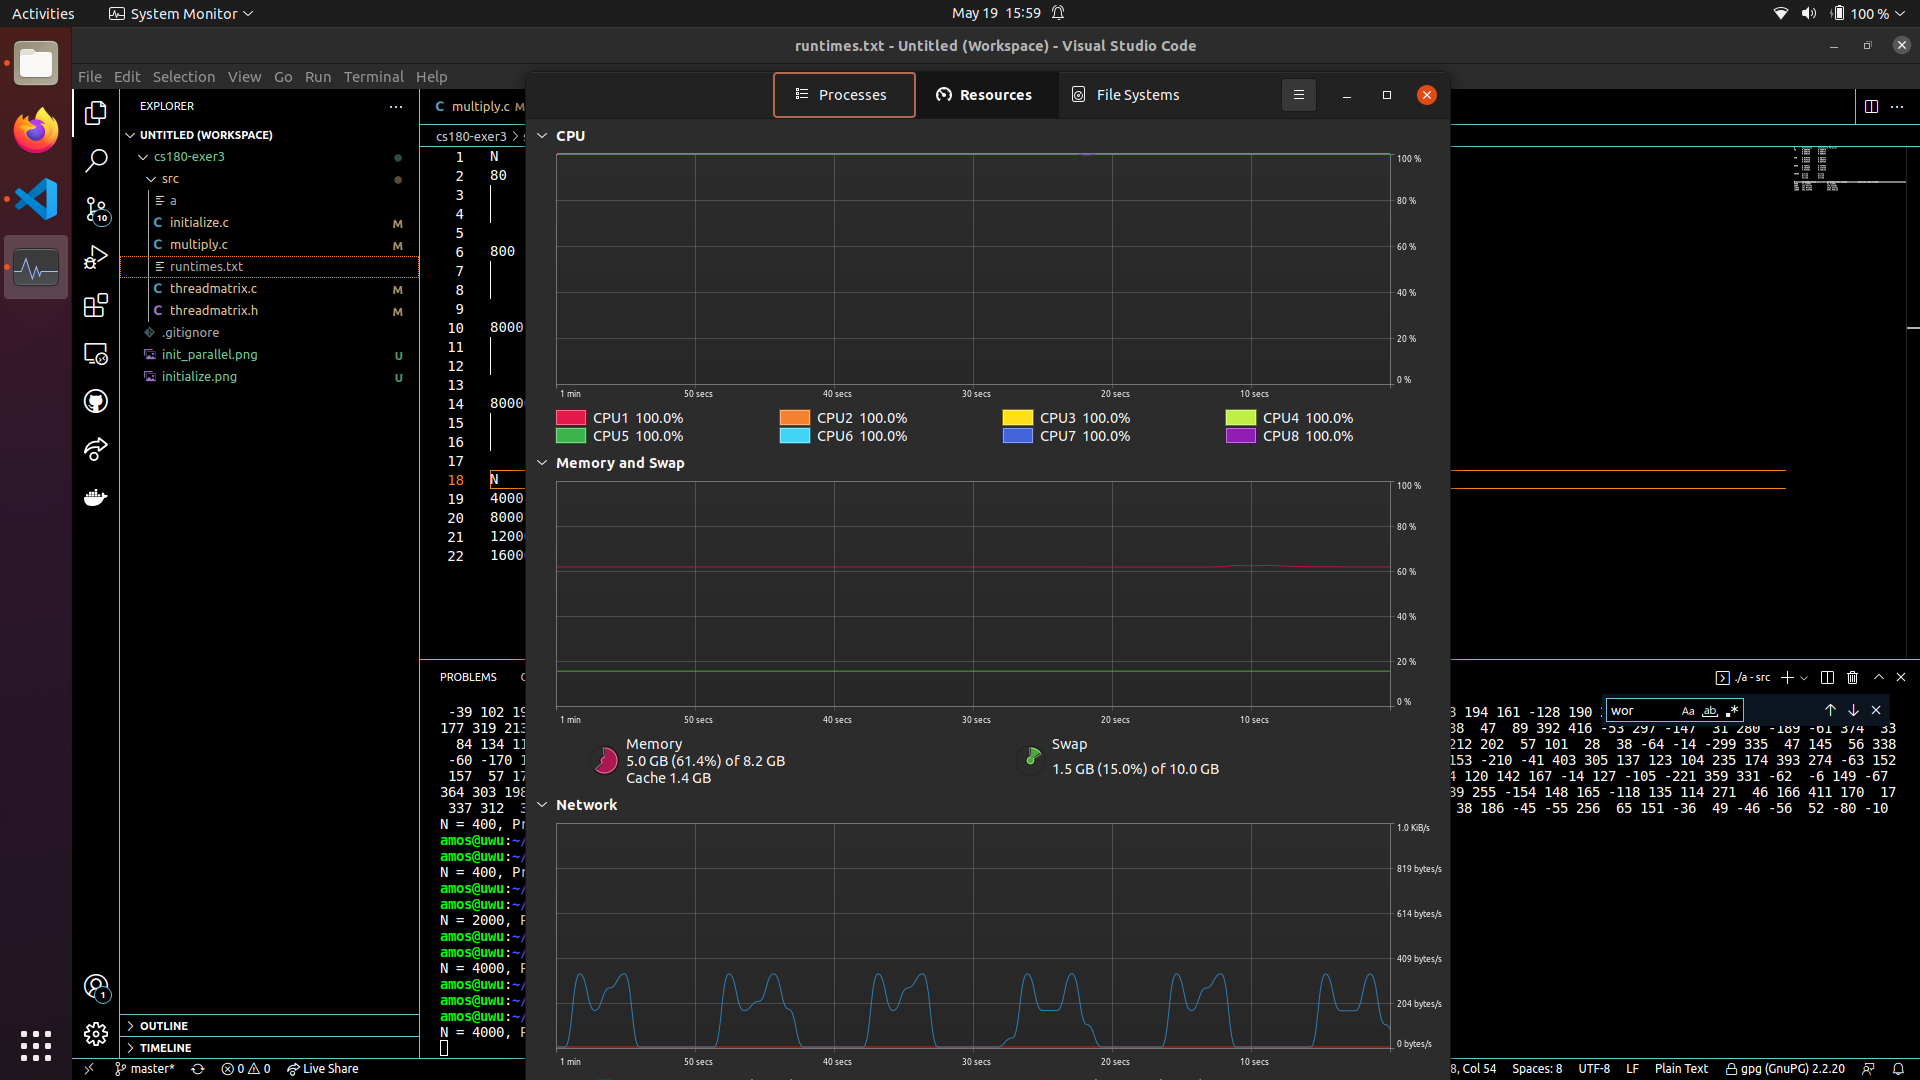 Activities
System Monitor
May 19 15:59
100 %
runtimes.txt - Untitled (Workspace) - Visual Studio Code
File Edit Selection View Go Run Terminal Help
EXPLORER
UNTITLED (WORKSPACE)
cs180-exer3
src
a
initialize.c M
multiply.c M
runtimes.txt
threadmatrix.c M
threadmatrix.h M
.gitignore
init_parallel.png U
initialize.png U
10
1
OUTLINE
TIMELINE
multiply.c M
cs180-exer3 >
1 N
2 80
3
4
5
6 800
7
8
9
10 8000
11
12
13
14 8000
15
16
17
18 N
19 4000
20 8000
21 1200
22 1600
Processes
Resources
File Systems
CPU
100 %
80 %
60 %
40 %
20 %
0 %
1 min 50 secs 40 secs 30 secs 20 secs 10 secs
CPU1 100.0% CPU2 100.0% CPU3 100.0% CPU4 100.0%
CPU5 100.0% CPU6 100.0% CPU7 100.0% CPU8 100.0%
Memory and Swap
100 %
80 %
60 %
40 %
20 %
0 %
1 min 50 secs 40 secs 30 secs 20 secs 10 secs
Memory
5.0 GB (61.4%) of 8.2 GB
Cache 1.4 GB
Swap
1.5 GB (15.0%) of 10.0 GB
Network
1.0 KiB/s
819 bytes/s
614 bytes/s
409 bytes/s
204 bytes/s
0 bytes/s
1 min 50 secs 40 secs 30 secs 20 secs 10 secs
PROBLEMS
./a - src
wor
Aa ab .*
-39 102 19
177 319 213
84 134 11
-60 -170 1
157 57 17
364 303 198
337 312 3
N = 400, Pr
amos@uwu:~/
amos@uwu:~/
N = 400, Pr
amos@uwu:~/
amos@uwu:~/
N = 2000, P
amos@uwu:~/
amos@uwu:~/
N = 4000, P
amos@uwu:~/
amos@uwu:~/
amos@uwu:~/
N = 4000, P
194 161 -128 190
47 89 392 416 -53 297 -147 31 280 -189 -61 374 33
212 202 57 101 28 38 -64 -14 -299 335 47 145 56 338
153 -210 -41 403 305 137 123 104 235 174 393 274 -63 152
120 142 167 -14 127 -105 -221 359 331 -62 -6 149 -67
39 255 -154 148 165 -118 135 114 271 46 166 411 170 17
38 186 -45 -55 256 65 151 -36 49 -46 -56 52 -80 -10
master*
0 0
Live Share
8, Col 54
Spaces: 8
UTF-8
LF
Plain Text
gpg (GnuPG) 2.2.20